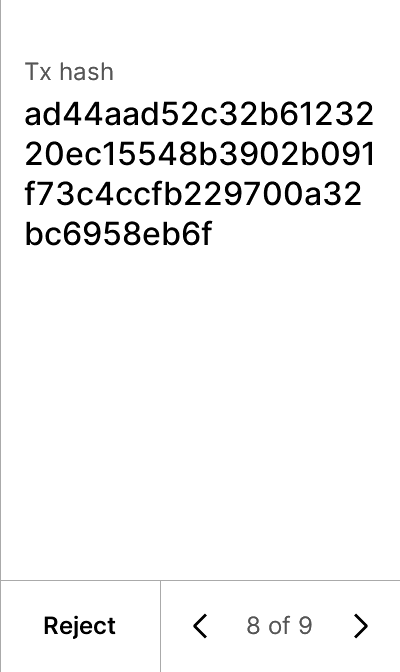 Tx hash
ad44aad52c32b61232
20ec15548b3902b091
f73c4ccfb229700a32
bc6958eb6f
Reject
8 of 9